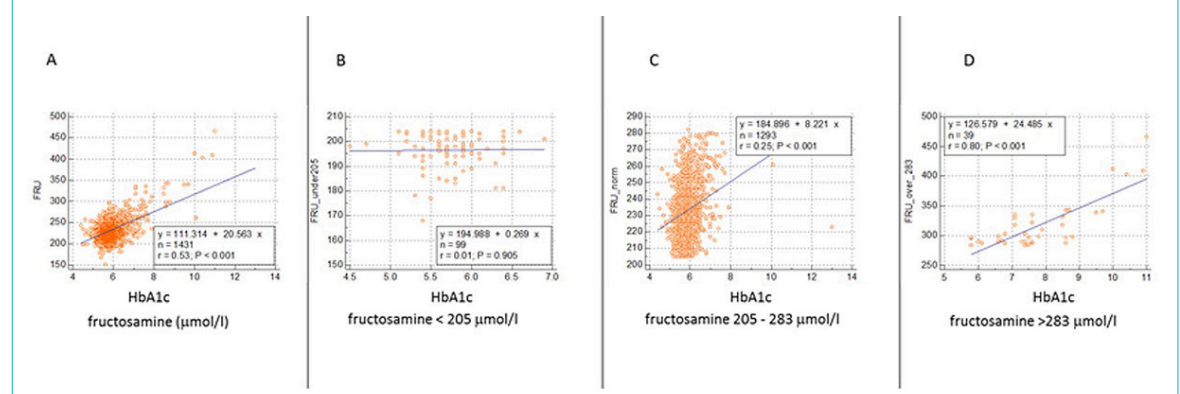 A
FRU
500
450
400
350
300
250
200
150
4 6 8 10 12 14
y = 111.314 + 20.563 x
n = 1431
r = 0.53; P < 0.001
HbA1c
fructosamine (μmol/l)
B
FRU_under205
210
200
190
180
170
160
150
4.5 5.0 5.5 6.0 6.5 7.0
y = 194.988 + 0.269 x
n = 99
r = 0.01; P = 0.905
HbA1c
fructosamine < 205 μmol/l
C
FRU_norm
290
280
270
260
250
240
230
220
210
200
4 6 8 10 12 14
y = 184.896 + 8.221 x
n = 1293
r = 0.25; P < 0.001
HbA1c
fructosamine 205 - 283 μmol/l
D
FRU_over_283
500
450
400
350
300
250
5 6 7 8 9 10 11
y = 126.579 + 24.485 x
n = 39
r = 0.80; P < 0.001
HbA1c
fructosamine >283 μmol/l